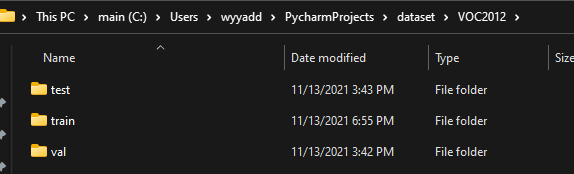 This PC > main (C:) > Users > wyyadd > PycharmProjects > dataset > VOC2012 >
Name Date modified Type Size
test 11/13/2021 3:43 PM File folder
train 11/13/2021 6:55 PM File folder
val 11/13/2021 3:42 PM File folder